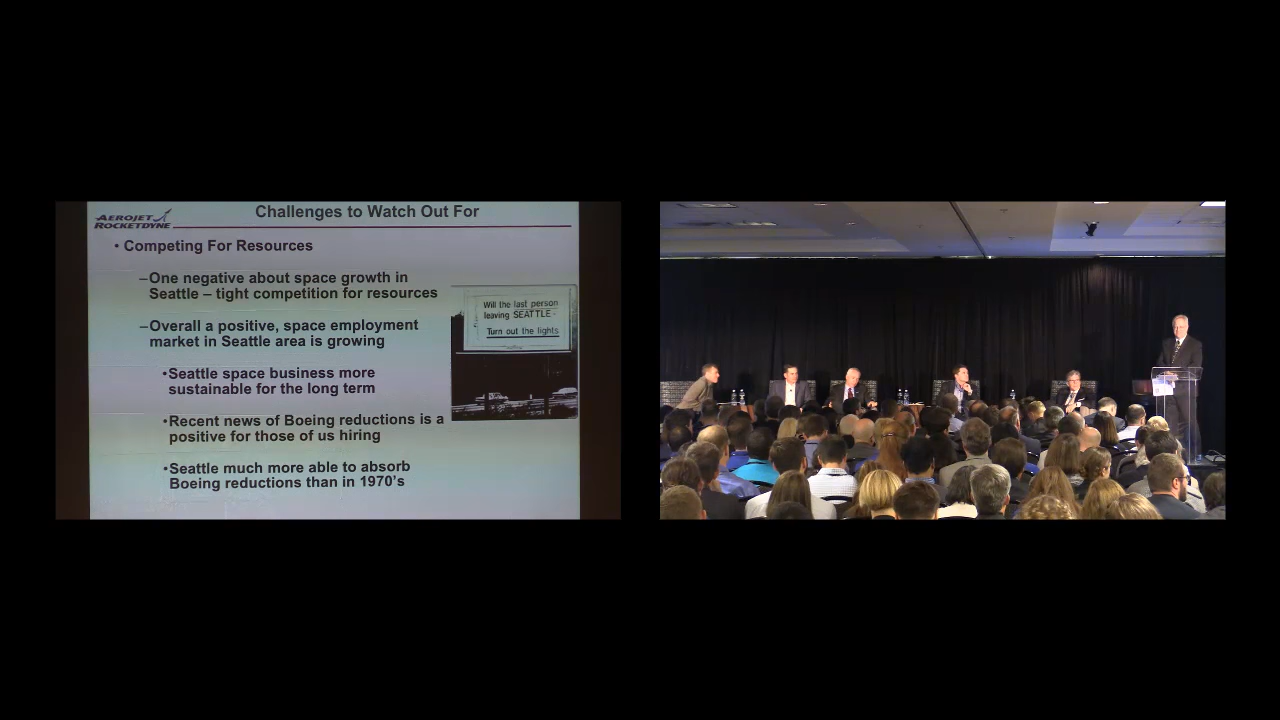 AEROJET
ROCKETDYNE
Challenges to Watch Out For
• Competing For Resources
–One negative about space growth in
Seattle – tight competition for resources
–Overall a positive, space employment
market in Seattle area is growing
•Seattle space business more
sustainable for the long term
•Recent news of Boeing reductions is a
positive for those of us hiring
•Seattle much more able to absorb
Boeing reductions than in 1970's
Will the last person
leaving SEATTLE -
Turn out the lights